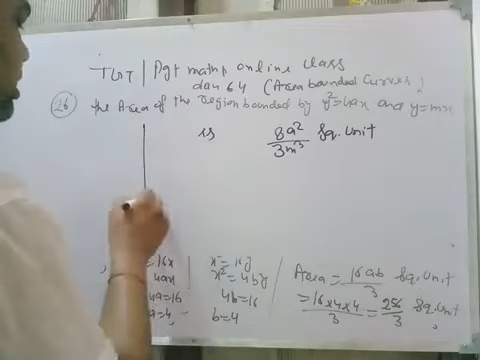 TGT | Pgt maths online class
(Area bounded Curves)
(26) the Area of the region bounded by y²=4ax and y=mx
is 8a²/3m³ Sq. Unit
=16x | x²=16y | Area = 16ab/3 Sq. Unit
4ax | x²=4by
4a=16 | 4b=16 | = 16×4×4/3 = 256/3 Sq. Unit
a=4 | b=4